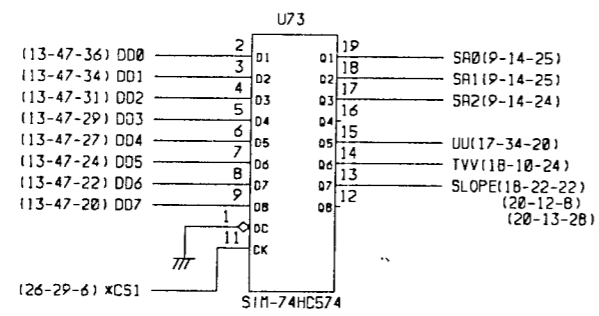 U73
(13-47-36) DD0 2 D1 Q1 19 SA0(9-14-25)
(13-47-34) DD1 3 D2 Q2 18 SA1(9-14-25)
(13-47-31) DD2 4 D3 Q3 17 SA2(9-14-24)
(13-47-29) DD3 5 D4 Q4 16
(13-47-27) DD4 6 D5 Q5 15 UU(17-34-20)
(13-47-24) DD5 7 D6 Q6 14 TVV(18-10-24)
(13-47-22) DD6 8 D7 Q7 13 SLOPE(18-22-22)
(13-47-20) DD7 9 D8 Q8 12 (20-12-8)
(20-13-28)
1 OC
11 CK
(26-29-6) *CS1
SIM-74HC574